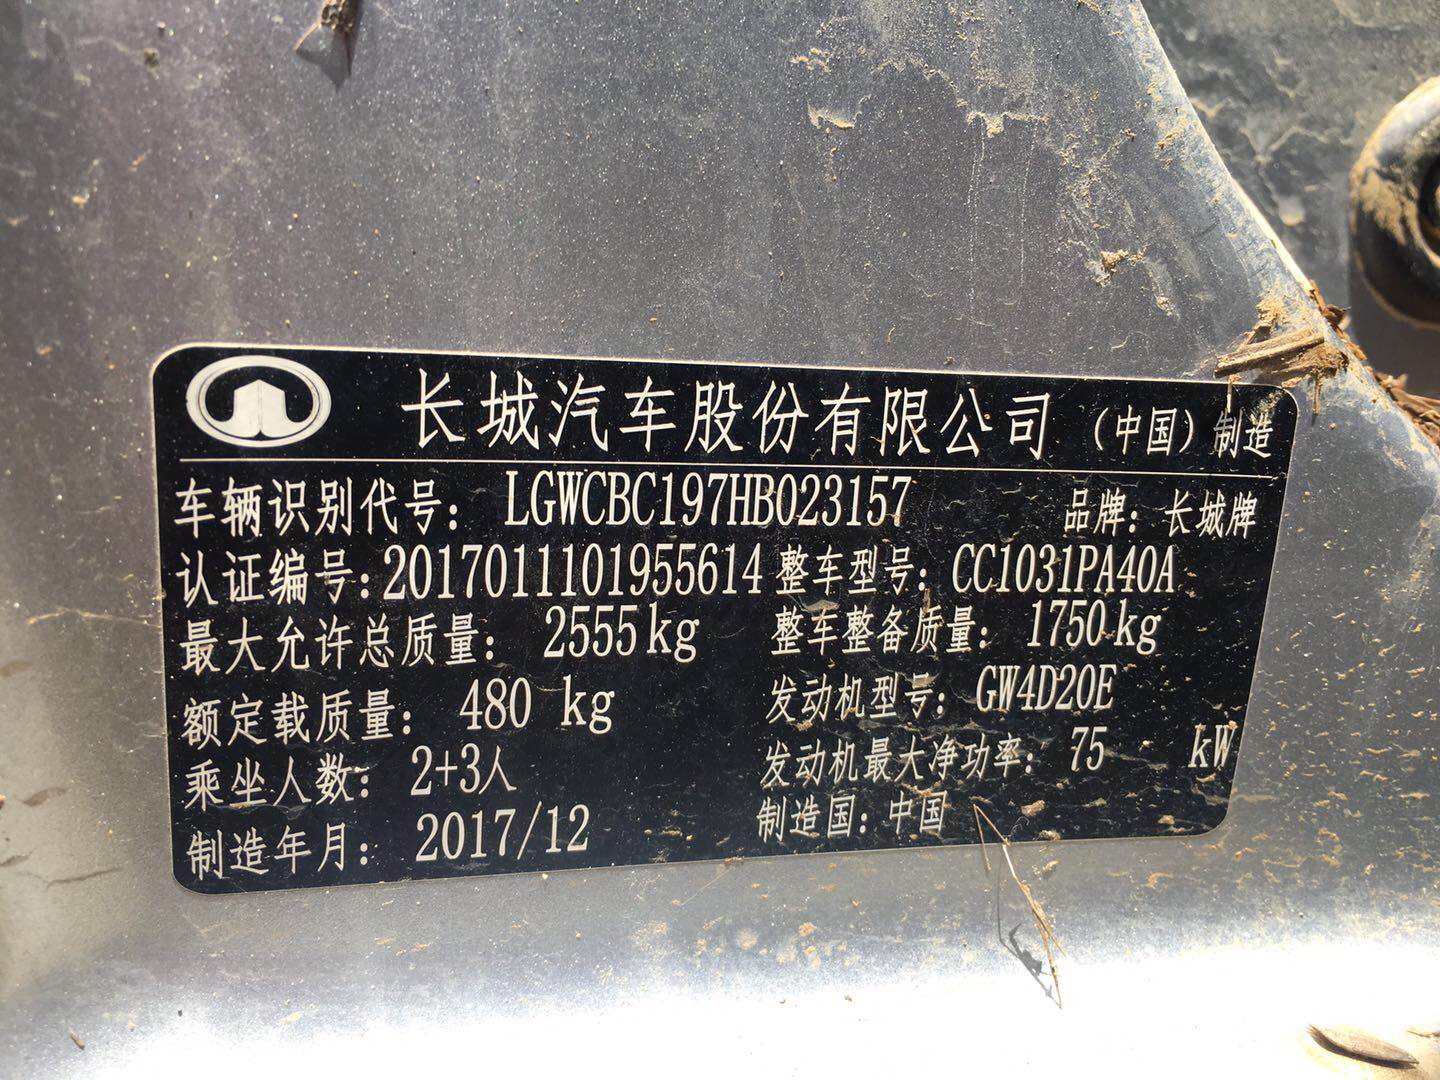 长城汽车股份有限公司（中国）制造
车辆识别代号：LGWCBC197HB023157 品牌：长城牌
认证编号：2017011101955614 整车型号：CC1031PA40A
最大允许总质量：2555kg 整车整备质量：1750kg
额定载质量：480 kg 发动机型号：GW4D20E
乘坐人数：2+3人 发动机最大净功率：75 kW
制造年月：2017/12 制造国：中国